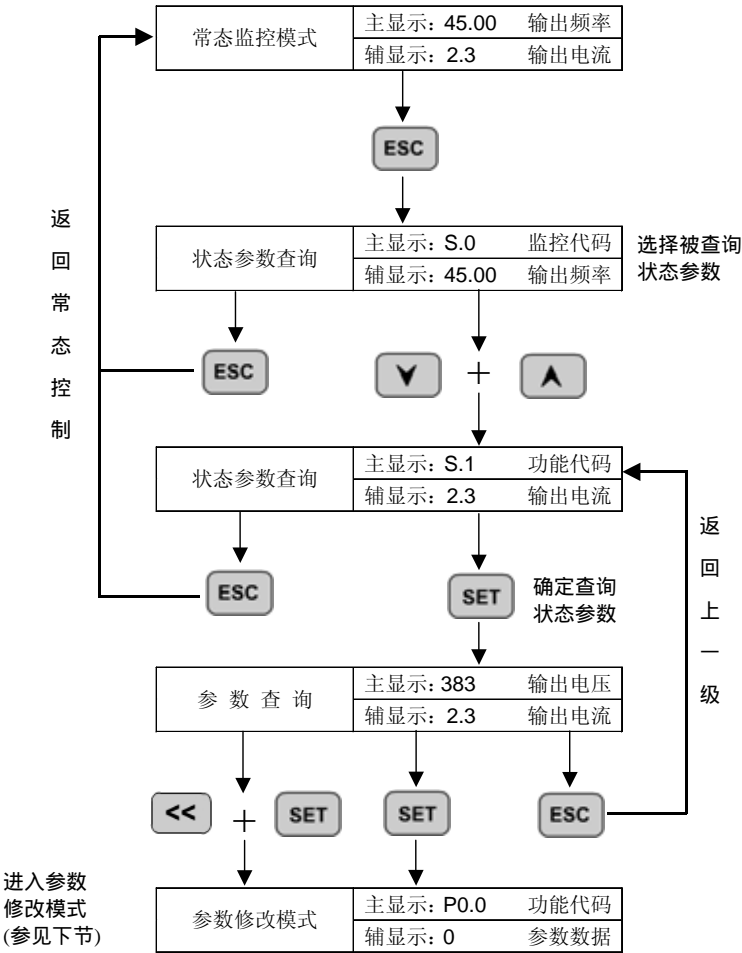 常态监控模式
主显示: 45.00 输出频率
辅显示: 2.3 输出电流
ESC
状态参数查询
主显示: S.0 监控代码
辅显示: 45.00 输出频率
选择被查询
状态参数
ESC
+
状态参数查询
主显示: S.1 功能代码
辅显示: 2.3 输出电流
ESC
SET
确定查询
状态参数
参数查询
主显示: 383 输出电压
辅显示: 2.3 输出电流
<<
+
SET
SET
ESC
进入参数
修改模式
(参见下节)
参数修改模式
主显示: P0.0 功能代码
辅显示: 0 参数数据
返回常态控制
返回上一级